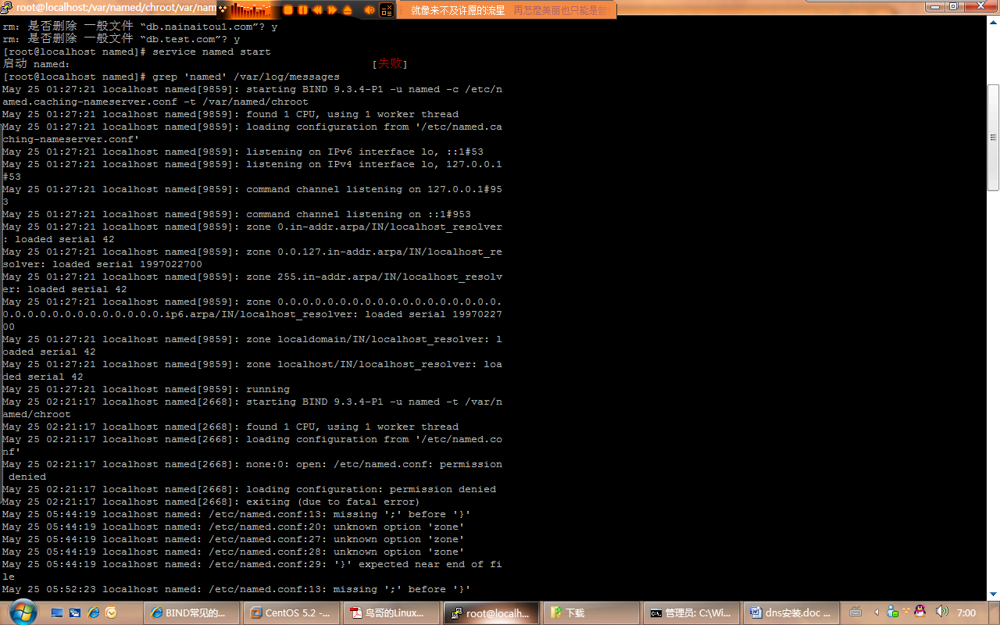 root@localhost:/var/named/chroot/var/nam
就像来不及许愿的流星 再怎麼美丽也只能是曾
rm: 是否删除 一般文件 “db.nainaitou1.com”? y
rm: 是否删除 一般文件 “db.test.com”? y
[root@localhost named]# service named start
启动 named: [失败]
[root@localhost named]# grep 'named' /var/log/messages
May 25 01:27:21 localhost named[9859]: starting BIND 9.3.4-P1 -u named -c /etc/n
amed.caching-nameserver.conf -t /var/named/chroot
May 25 01:27:21 localhost named[9859]: found 1 CPU, using 1 worker thread
May 25 01:27:21 localhost named[9859]: loading configuration from '/etc/named.ca
ching-nameserver.conf'
May 25 01:27:21 localhost named[9859]: listening on IPv6 interface lo, ::1#53
May 25 01:27:21 localhost named[9859]: listening on IPv4 interface lo, 127.0.0.1
#53
May 25 01:27:21 localhost named[9859]: command channel listening on 127.0.0.1#95
3
May 25 01:27:21 localhost named[9859]: command channel listening on ::1#953
May 25 01:27:21 localhost named[9859]: zone 0.in-addr.arpa/IN/localhost_resolver
: loaded serial 42
May 25 01:27:21 localhost named[9859]: zone 0.0.127.in-addr.arpa/IN/localhost_re
solver: loaded serial 1997022700
May 25 01:27:21 localhost named[9859]: zone 255.in-addr.arpa/IN/localhost_resolv
er: loaded serial 42
May 25 01:27:21 localhost named[9859]: zone 0.0.0.0.0.0.0.0.0.0.0.0.0.0.0.0.0.0.
0.0.0.0.0.0.0.0.0.0.0.0.0.0.ip6.arpa/IN/localhost_resolver: loaded serial 19970227
00
May 25 01:27:21 localhost named[9859]: zone localdomain/IN/localhost_resolver: l
oaded serial 42
May 25 01:27:21 localhost named[9859]: zone localhost/IN/localhost_resolver: loa
ded serial 42
May 25 01:27:21 localhost named[9859]: running
May 25 02:21:17 localhost named[2668]: starting BIND 9.3.4-P1 -u named -t /var/n
amed/chroot
May 25 02:21:17 localhost named[2668]: found 1 CPU, using 1 worker thread
May 25 02:21:17 localhost named[2668]: loading configuration from '/etc/named.co
nf'
May 25 02:21:17 localhost named[2668]: none:0: open: /etc/named.conf: permission
denied
May 25 02:21:17 localhost named[2668]: loading configuration: permission denied
May 25 02:21:17 localhost named[2668]: exiting (due to fatal error)
May 25 05:44:19 localhost named: /etc/named.conf:13: missing ';' before '}'
May 25 05:44:19 localhost named: /etc/named.conf:20: unknown option 'zone'
May 25 05:44:19 localhost named: /etc/named.conf:27: unknown option 'zone'
May 25 05:44:19 localhost named: /etc/named.conf:28: unknown option 'zone'
May 25 05:44:19 localhost named: /etc/named.conf:29: '}' expected near end of fi
le
May 25 05:52:23 localhost named: /etc/named.conf:13: missing ';' before '}'
BIND常见的... CentOS 5.2 -... 鸟哥的Linux... root@localh... 下载 管理员: C:\Wi... dns安装.doc ... 7:00